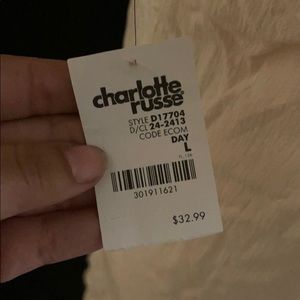 charlotte
russe
STYLE D17704
D/CL 24-2413
CODE ECOM
DAY
L
301911621
$32.99